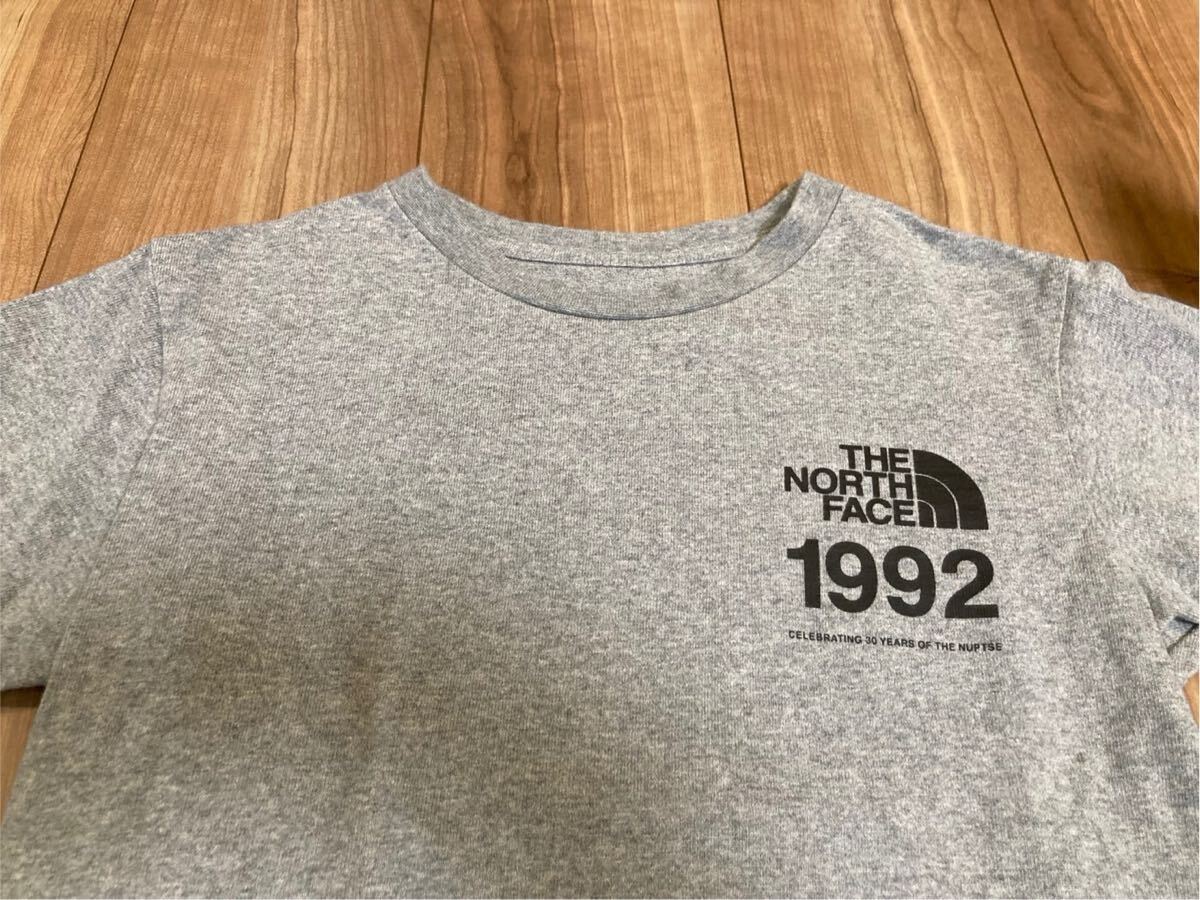 THE
NORTH
FACE
1992
CELEBRATING 30 YEARS OF THE NUPTSE